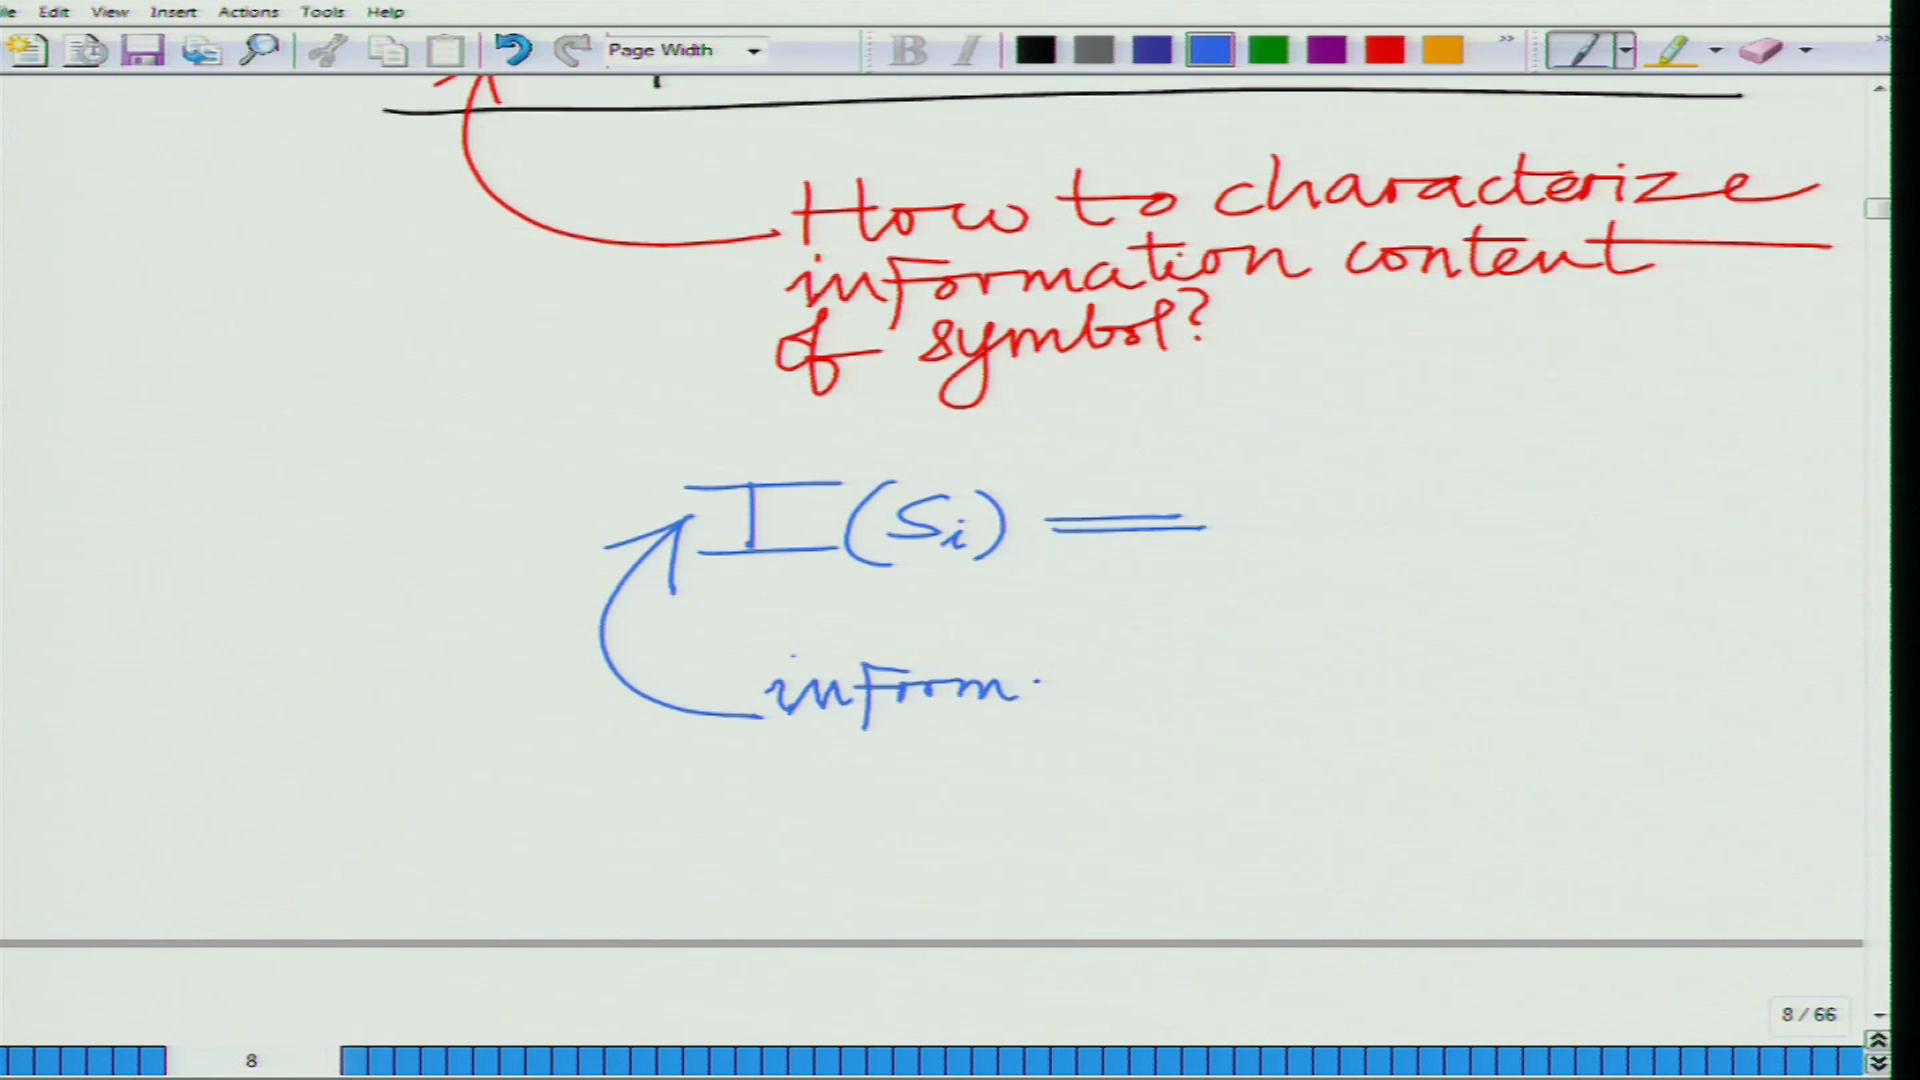 Edit View Insert Actions Tools Help
Page Width
B I
How to characterize
information content
of symbol?
I(Si) =
inform.
8 / 66
8